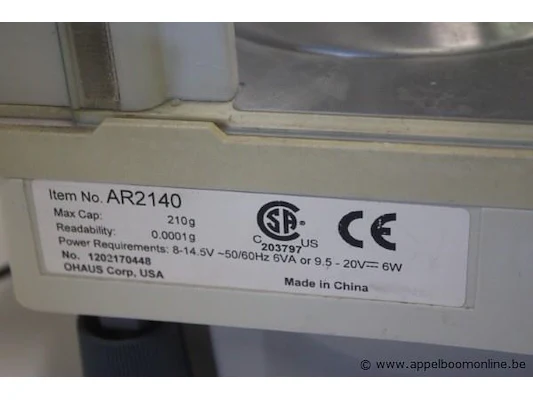 Item No. AR2140
Max Cap: 210g
Readability: 0.0001g
Power Requirements: 8-14.5V ~50/60Hz 6VA or 9.5 - 20V⎓ 6W
No. 1202170448
OHAUS Corp, USA
CSA
C US
203797
CE
Made in China
© www.appelboomonline.be